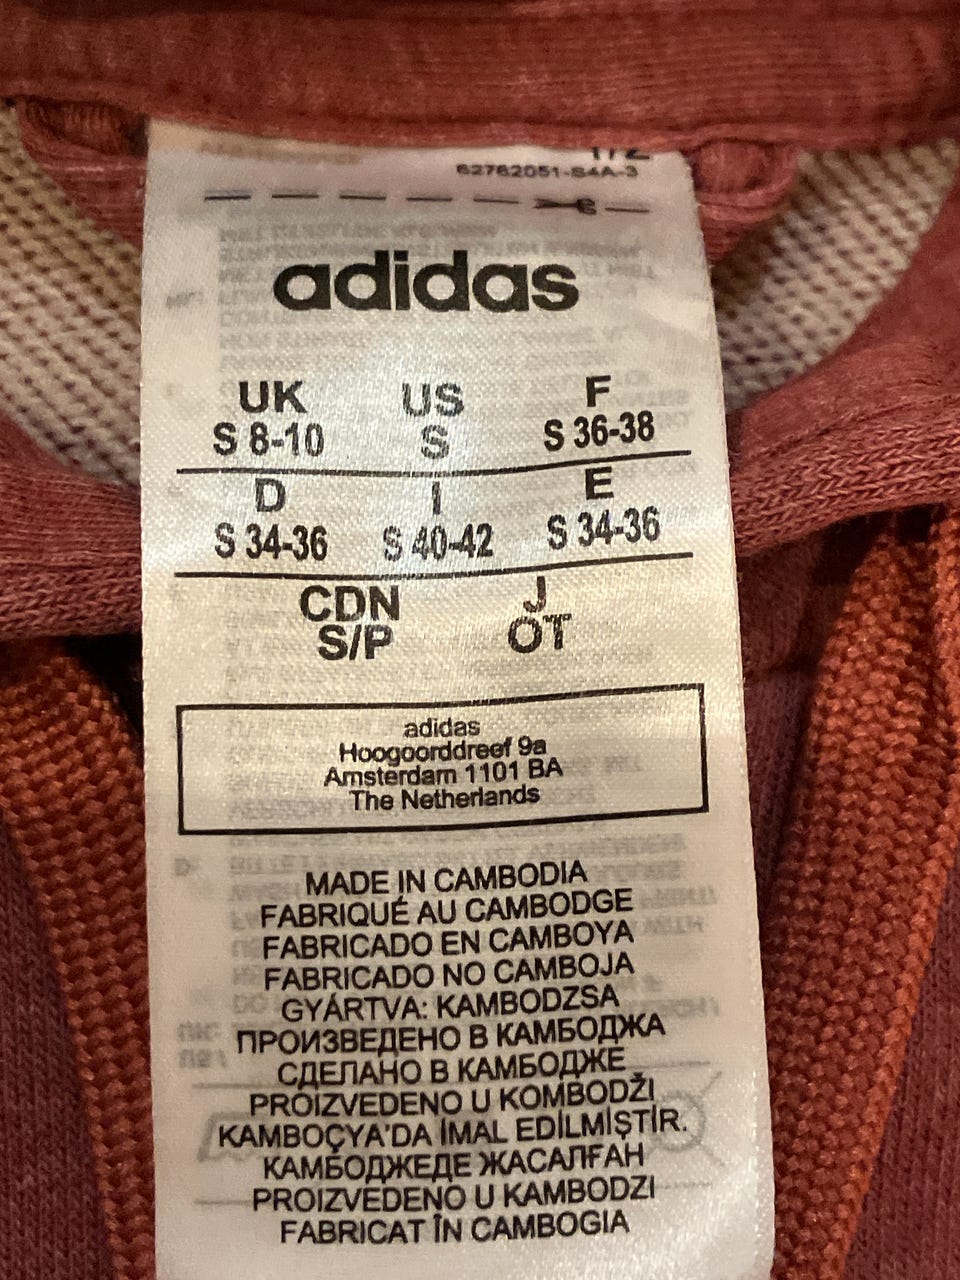 62762051-S4A-3
adidas
UK US F
S 8-10 S S 36-38
D I E
S 34-36 S 40-42 S 34-36
CDN J
S/P OT
adidas
Hoogoorddreef 9a
Amsterdam 1101 BA
The Netherlands
MADE IN CAMBODIA
FABRIQUÉ AU CAMBODGE
FABRICADO EN CAMBOYA
FABRICADO NO CAMBOJA
GYÁRTVA: KAMBODZSA
ПРОИЗВЕДЕНО В КАМБОДЖА
СДЕЛАНО В КАМБОДЖЕ
PROIZVEDENO U KOMBODŽI
KAMBOÇYA'DA İMAL EDİLMİŞTİR.
КАМБОДЖЕДЕ ЖАСАЛҒАН
PROIZVEDENO U KAMBODZI
FABRICAT ÎN CAMBOGIA